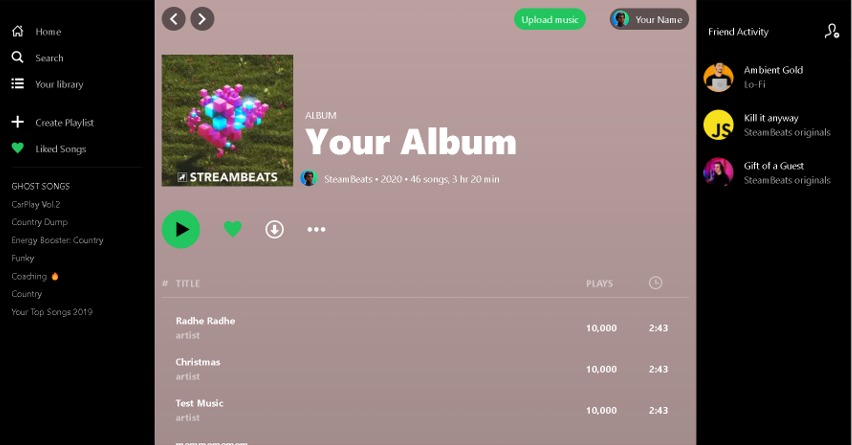 Home
Search
Your library
Create Playlist
Liked Songs
GHOST SONGS
CarPlay Vol.2
Country Dump
Energy Booster: Country
Funky
Coaching 🔥
Country
Your Top Songs 2019
Upload music
Your Name
STREAMBEATS
ALBUM
Your Album
SteamBeats • 2020 • 46 songs, 3 hr 20 min
# TITLE PLAYS
Radhe Radhe
artist
10,000 2:43
Christmas
artist
10,000 2:43
Test Music
artist
10,000 2:43
Friend Activity
Ambient Gold
Lo-Fi
JS
Kill it anyway
SteamBeats originals
Gift of a Guest
SteamBeats originals